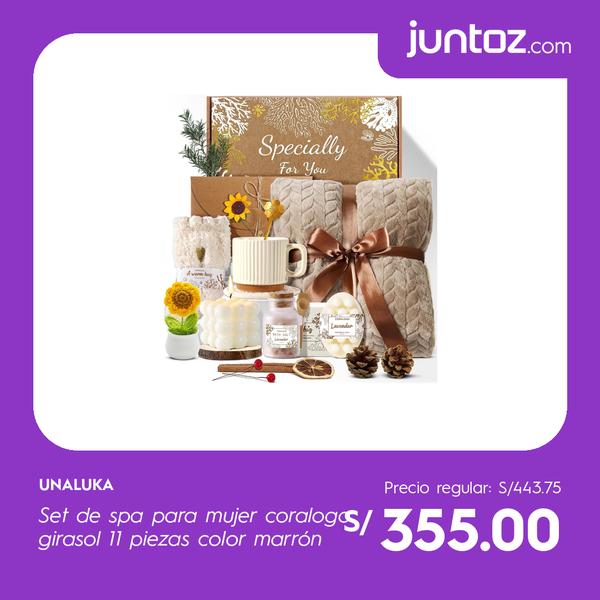 juntoz.com
Specially
For You
A warm hug
Lavender
Lavender
UNALUKA
Precio regular: S/443.75
Set de spa para mujer coraloga
girasol 11 piezas color marrón
S/ 355.00